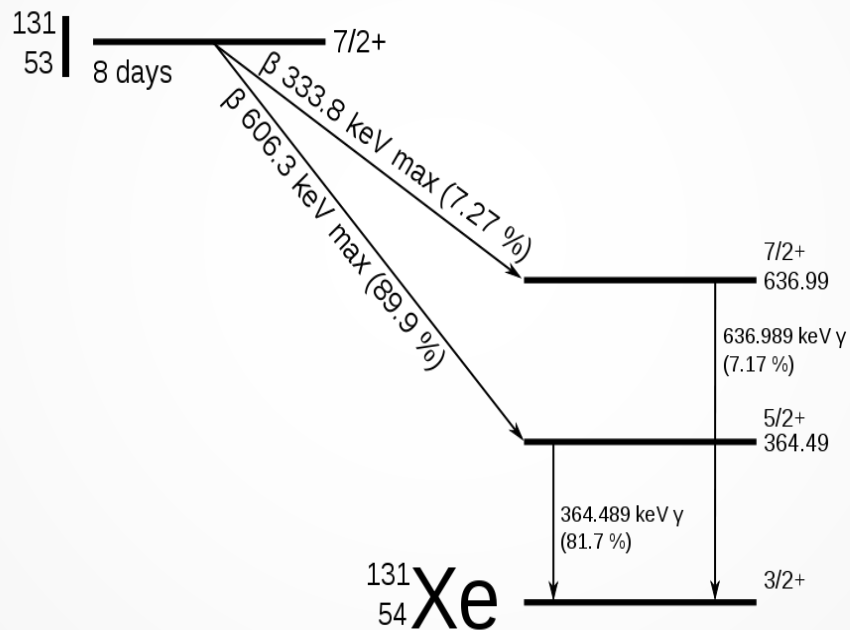 131
53 I
7/2+
8 days
β 333.8 keV max (7.27 %)
β 606.3 keV max (89.9 %)
7/2+
636.99
636.989 keV γ
(7.17 %)
5/2+
364.49
364.489 keV γ
(81.7 %)
131
54 Xe
3/2+